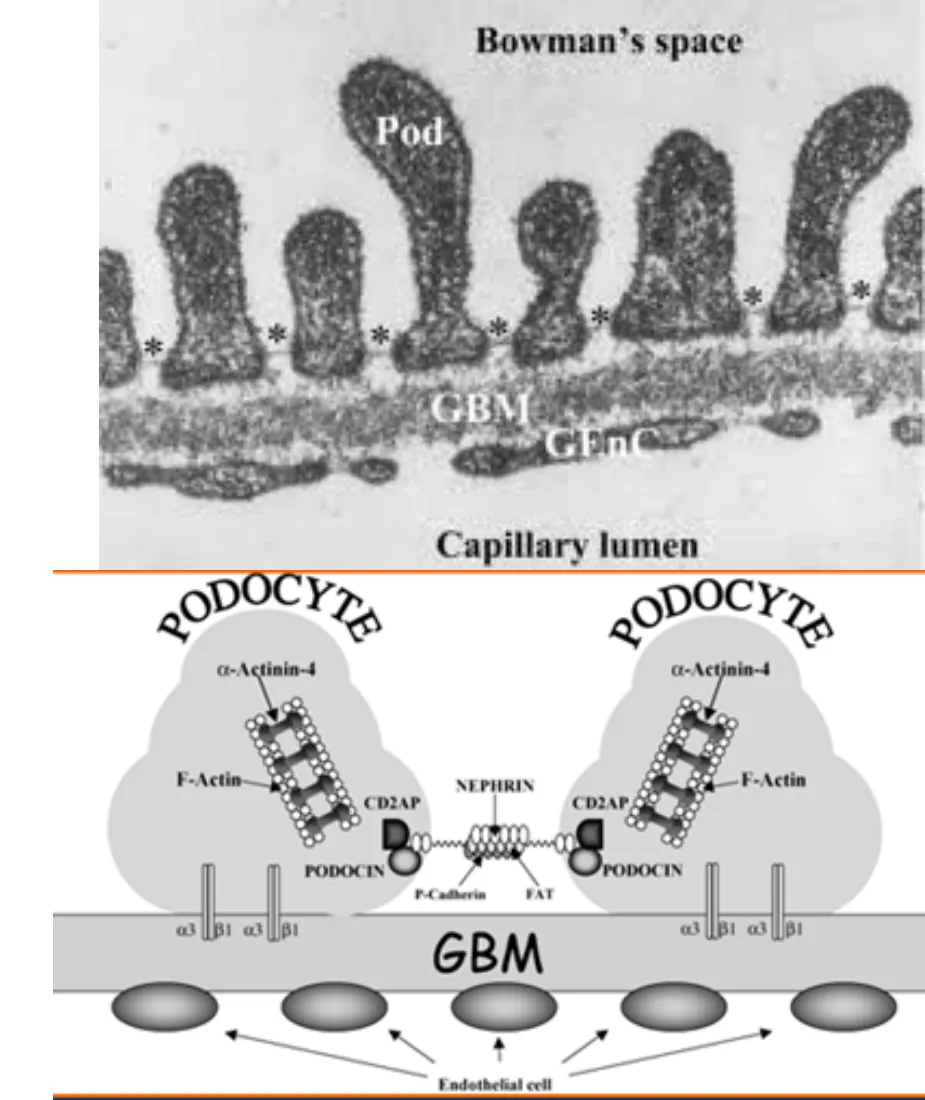 Bowman's space
Pod
* * * * * * *
GBM
GEnC
Capillary lumen
PODOCYTE PODOCYTE
α-Actinin-4 α-Actinin-4
F-Actin F-Actin
NEPHRIN
CD2AP CD2AP
PODOCIN PODOCIN
P-Cadherin FAT
α3 β1 α3 β1 α3 β1 α3 β1
GBM
Endothelial cell